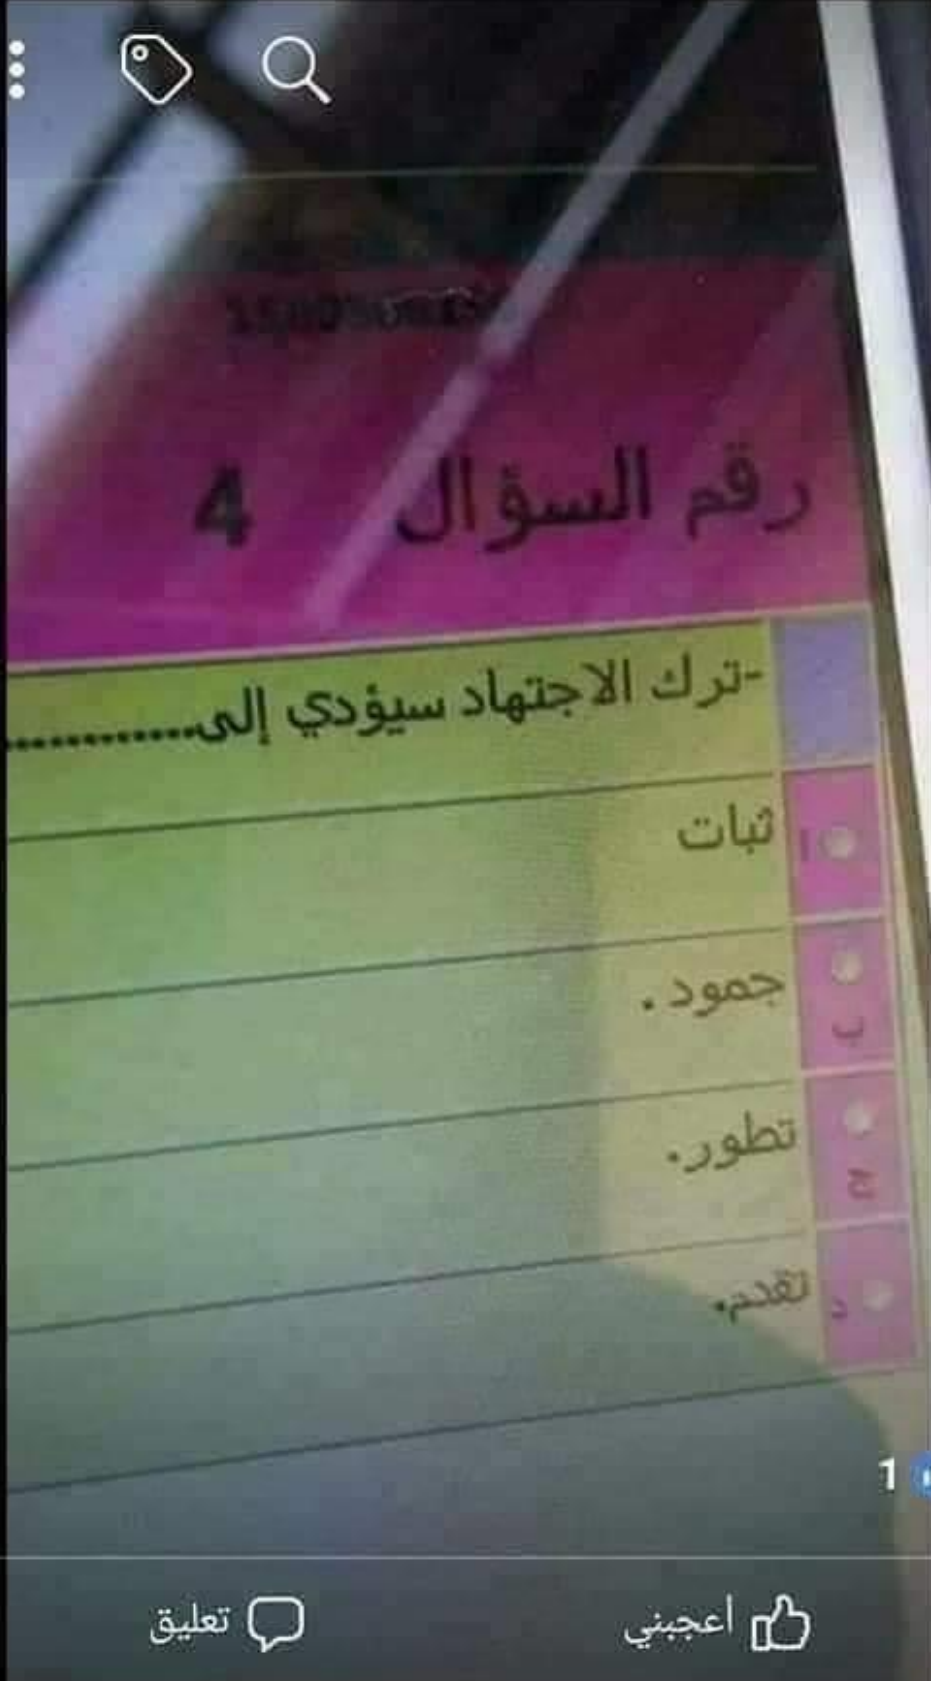 رقم السؤال 4
-ترك الاجتهاد سيؤدي إلى............
ا ثبات
ب جمود .
ج تطور.
د تقدم.
1
أعجبني
تعليق